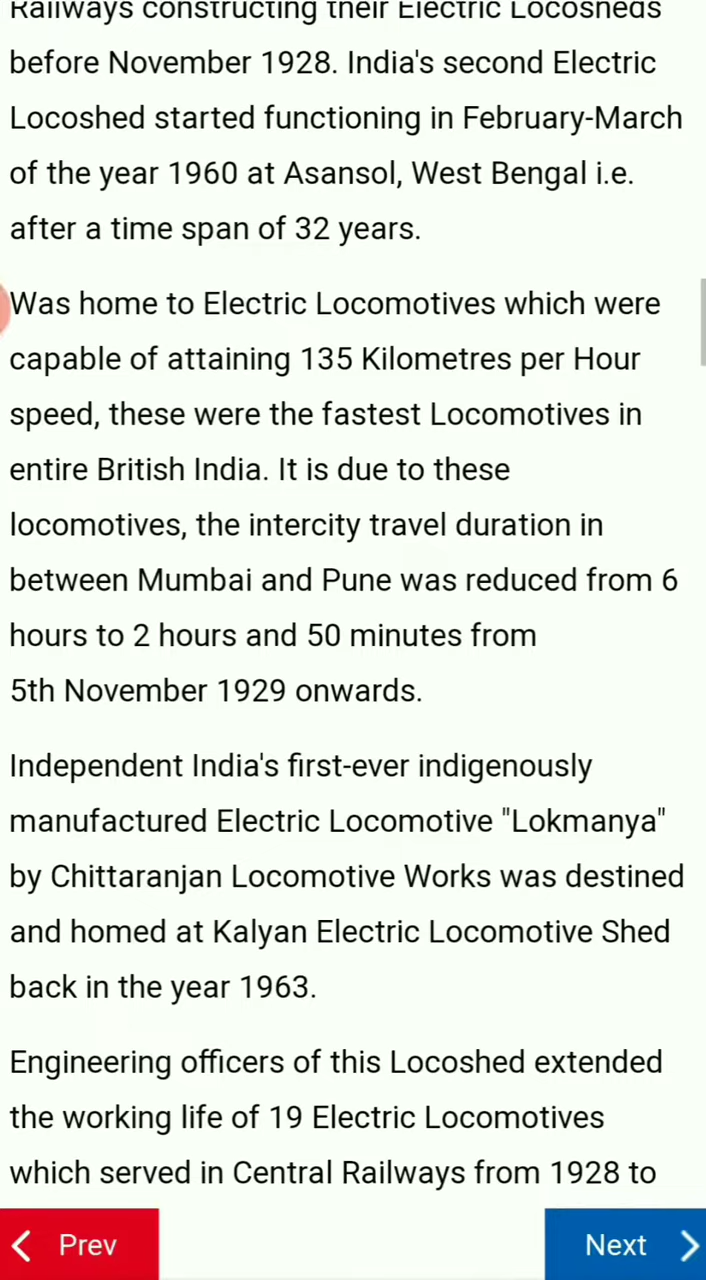 Railways constructing their Electric Locosheds
before November 1928. India's second Electric
Locoshed started functioning in February-March
of the year 1960 at Asansol, West Bengal i.e.
after a time span of 32 years.
Was home to Electric Locomotives which were
capable of attaining 135 Kilometres per Hour
speed, these were the fastest Locomotives in
entire British India. It is due to these
locomotives, the intercity travel duration in
between Mumbai and Pune was reduced from 6
hours to 2 hours and 50 minutes from
5th November 1929 onwards.
Independent India's first-ever indigenously
manufactured Electric Locomotive "Lokmanya"
by Chittaranjan Locomotive Works was destined
and homed at Kalyan Electric Locomotive Shed
back in the year 1963.
Engineering officers of this Locoshed extended
the working life of 19 Electric Locomotives
which served in Central Railways from 1928 to
Prev
Next